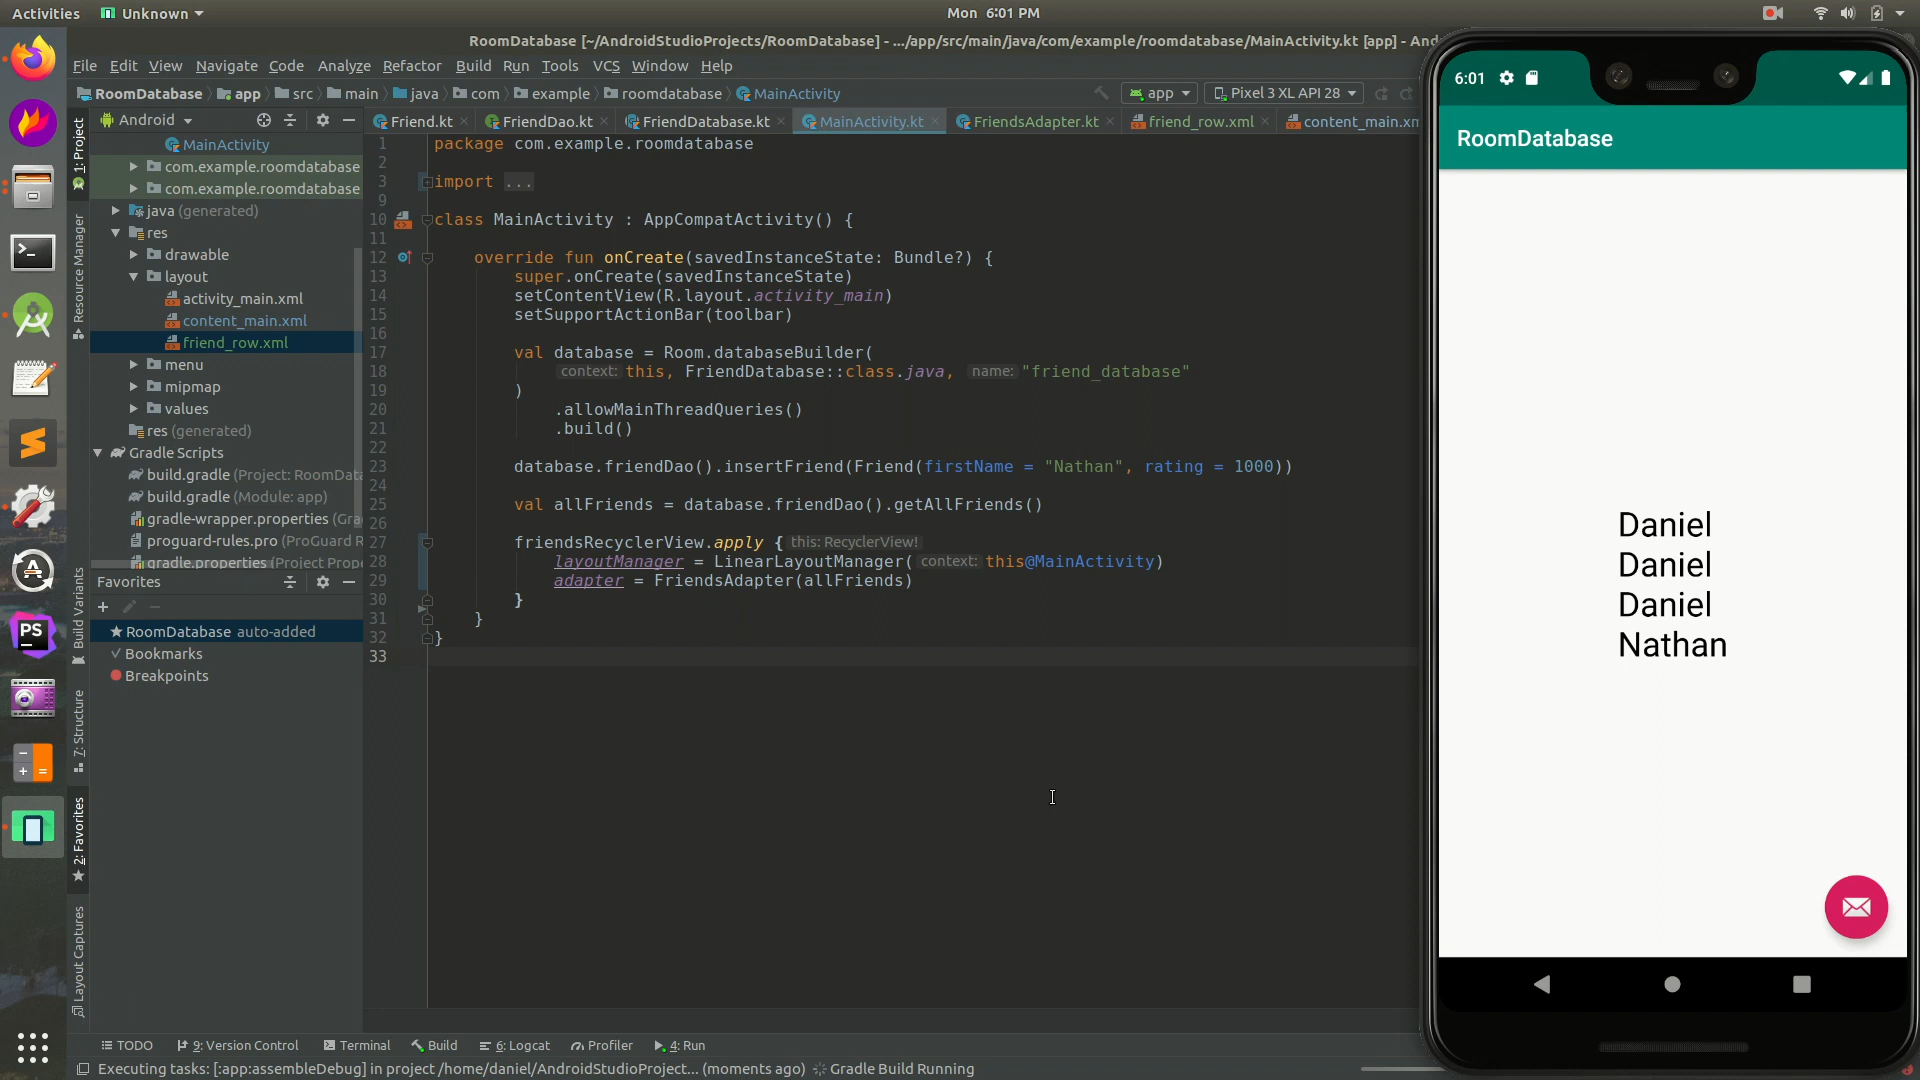 Activities
Unknown
Mon 6:01 PM
RoomDatabase [~/AndroidStudioProjects/RoomDatabase] - .../app/src/main/java/com/example/roomdatabase/MainActivity.kt [app] - And
File Edit View Navigate Code Analyze Refactor Build Run Tools VCS Window Help
RoomDatabase app src main java com example roomdatabase MainActivity
app
Pixel 3 XL API 28
Android
Friend.kt FriendDao.kt FriendDatabase.kt MainActivity.kt FriendsAdapter.kt friend_row.xml content_main.xm
1: Project
Resource Manager
Build Variants
7: Structure
2: Favorites
Layout Captures
MainActivity
com.example.roomdatabase
com.example.roomdatabase
java (generated)
res
drawable
layout
activity_main.xml
content_main.xml
friend_row.xml
menu
mipmap
values
res (generated)
Gradle Scripts
build.gradle (Project: RoomData
build.gradle (Module: app)
gradle-wrapper.properties (Gra
proguard-rules.pro (ProGuard R
gradle.properties (Project Prope
Favorites
RoomDatabase auto-added
Bookmarks
Breakpoints
PS
1 package com.example.roomdatabase
2
3 import ...
9
10 class MainActivity : AppCompatActivity() {
11
12 override fun onCreate(savedInstanceState: Bundle?) {
13 super.onCreate(savedInstanceState)
14 setContentView(R.layout.activity_main)
15 setSupportActionBar(toolbar)
16
17 val database = Room.databaseBuilder(
18 context: this, FriendDatabase::class.java, name: "friend_database"
19 )
20 .allowMainThreadQueries()
21 .build()
22
23 database.friendDao().insertFriend(Friend(firstName = "Nathan", rating = 1000))
24
25 val allFriends = database.friendDao().getAllFriends()
26
27 friendsRecyclerView.apply { this: RecyclerView!
28 layoutManager = LinearLayoutManager( context: this@MainActivity)
29 adapter = FriendsAdapter(allFriends)
30 }
31 }
32 }
33
TODO 9: Version Control Terminal Build 6: Logcat Profiler 4: Run
Executing tasks: [:app:assembleDebug] in project /home/daniel/AndroidStudioProject... (moments ago) Gradle Build Running
6:01
RoomDatabase
Daniel
Daniel
Daniel
Nathan